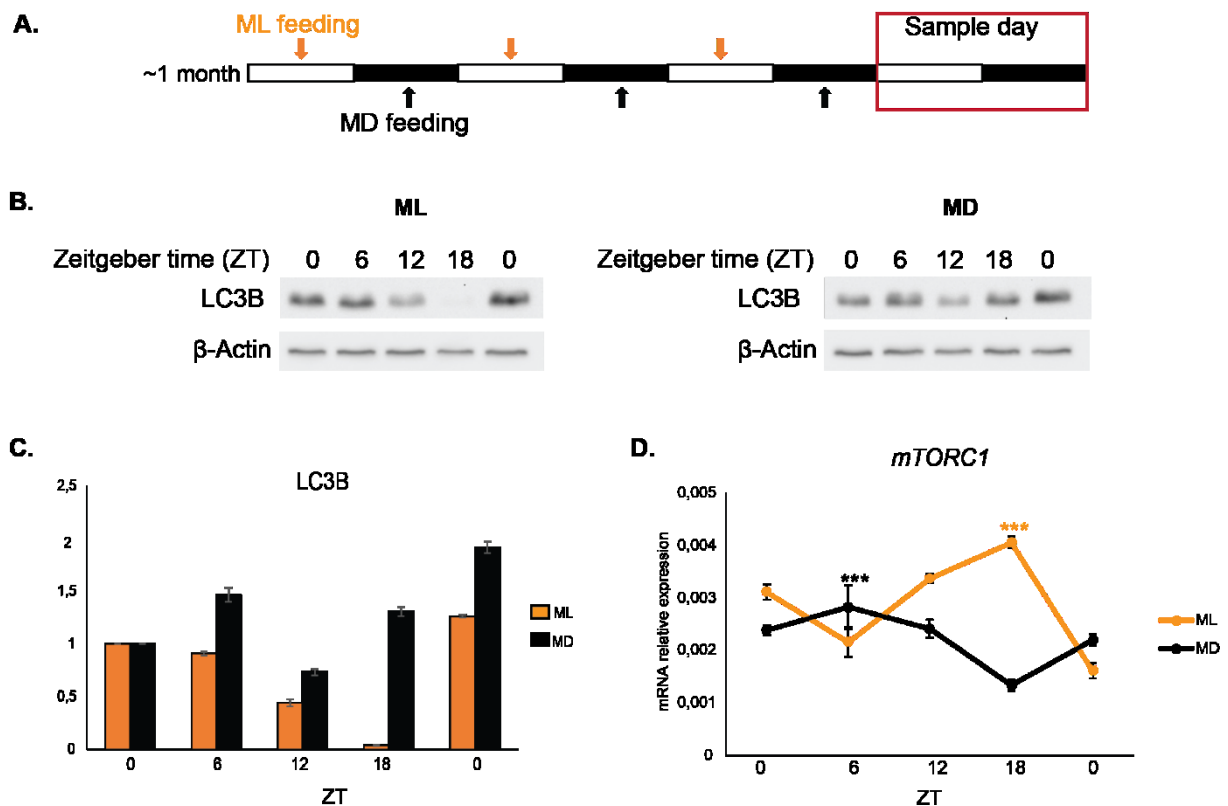 A.
ML feeding
Sample day
~1 month
MD feeding
B.
ML
Zeitgeber time (ZT) 0 6 12 18 0
LC3B
β-Actin
MD
Zeitgeber time (ZT) 0 6 12 18 0
LC3B
β-Actin
C.
LC3B
2,5
2
1,5
1
0,5
0
0 6 12 18 0
ZT
ML
MD
D.
mTORC1
mRNA relative expression
0,005
0,004
0,003
0,002
0,001
0
***
***
0 6 12 18 0
ZT
ML
MD